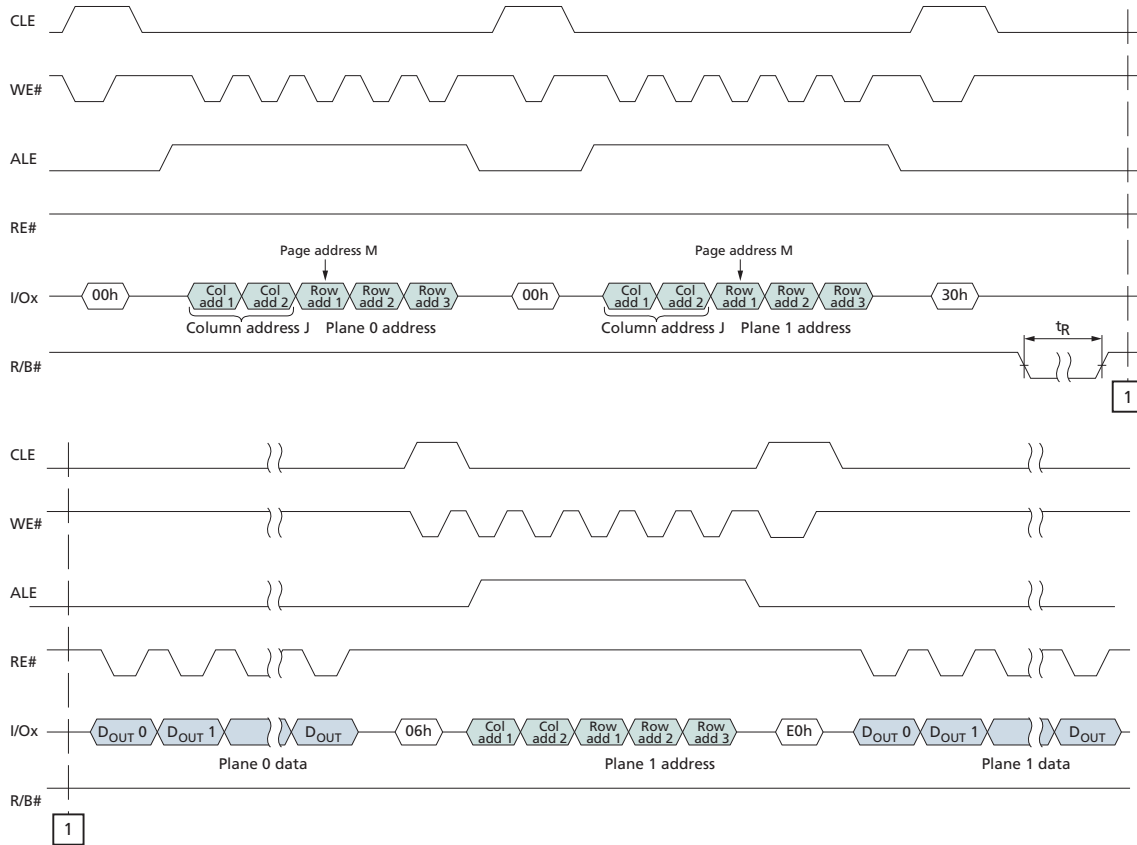 CLE
WE#
ALE
RE#
Page address M
Page address M
I/Ox
00h
Col add 1
Col add 2
Row add 1
Row add 2
Row add 3
00h
Col add 1
Col add 2
Row add 1
Row add 2
Row add 3
30h
Column address J
Plane 0 address
Column address J
Plane 1 address
tR
R/B#
1
CLE
WE#
ALE
RE#
I/Ox
DOUT 0
DOUT 1
DOUT
06h
Col add 1
Col add 2
Row add 1
Row add 2
Row add 3
E0h
DOUT 0
DOUT 1
DOUT
Plane 0 data
Plane 1 address
Plane 1 data
R/B#
1